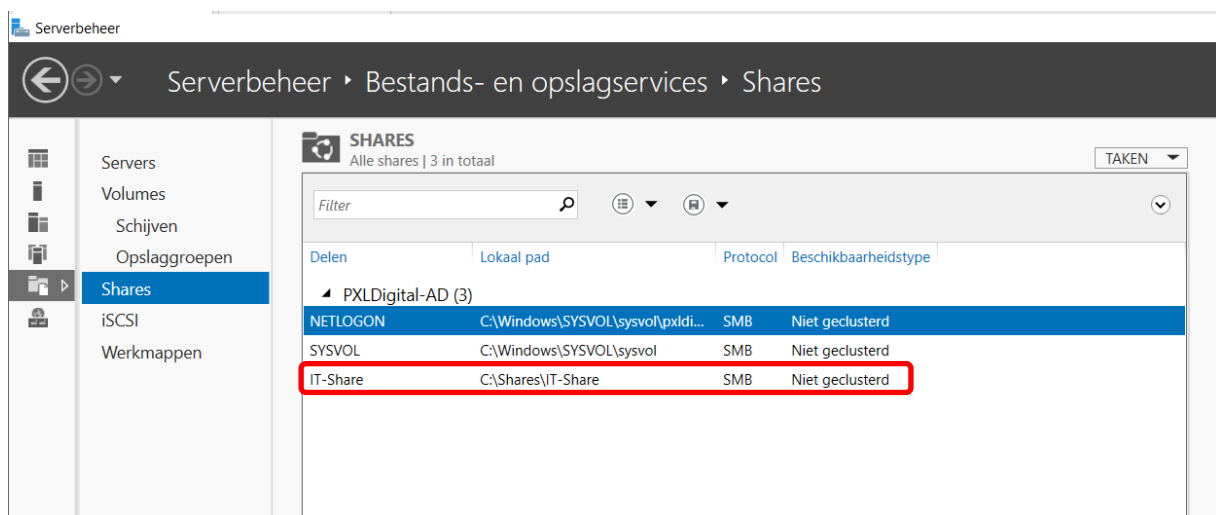 Serverbeheer
Serverbeheer ‣ Bestands- en opslagservices ‣ Shares
Servers
Volumes
Schijven
Opslaggroepen
Shares
iSCSI
Werkmappen
SHARES
Alle shares | 3 in totaal
TAKEN
Filter
Delen Lokaal pad Protocol Beschikbaarheidstype
PXLDigital-AD (3)
NETLOGON C:\Windows\SYSVOL\sysvol\pxldi... SMB Niet geclusterd
SYSVOL C:\Windows\SYSVOL\sysvol SMB Niet geclusterd
IT-Share C:\Shares\IT-Share SMB Niet geclusterd